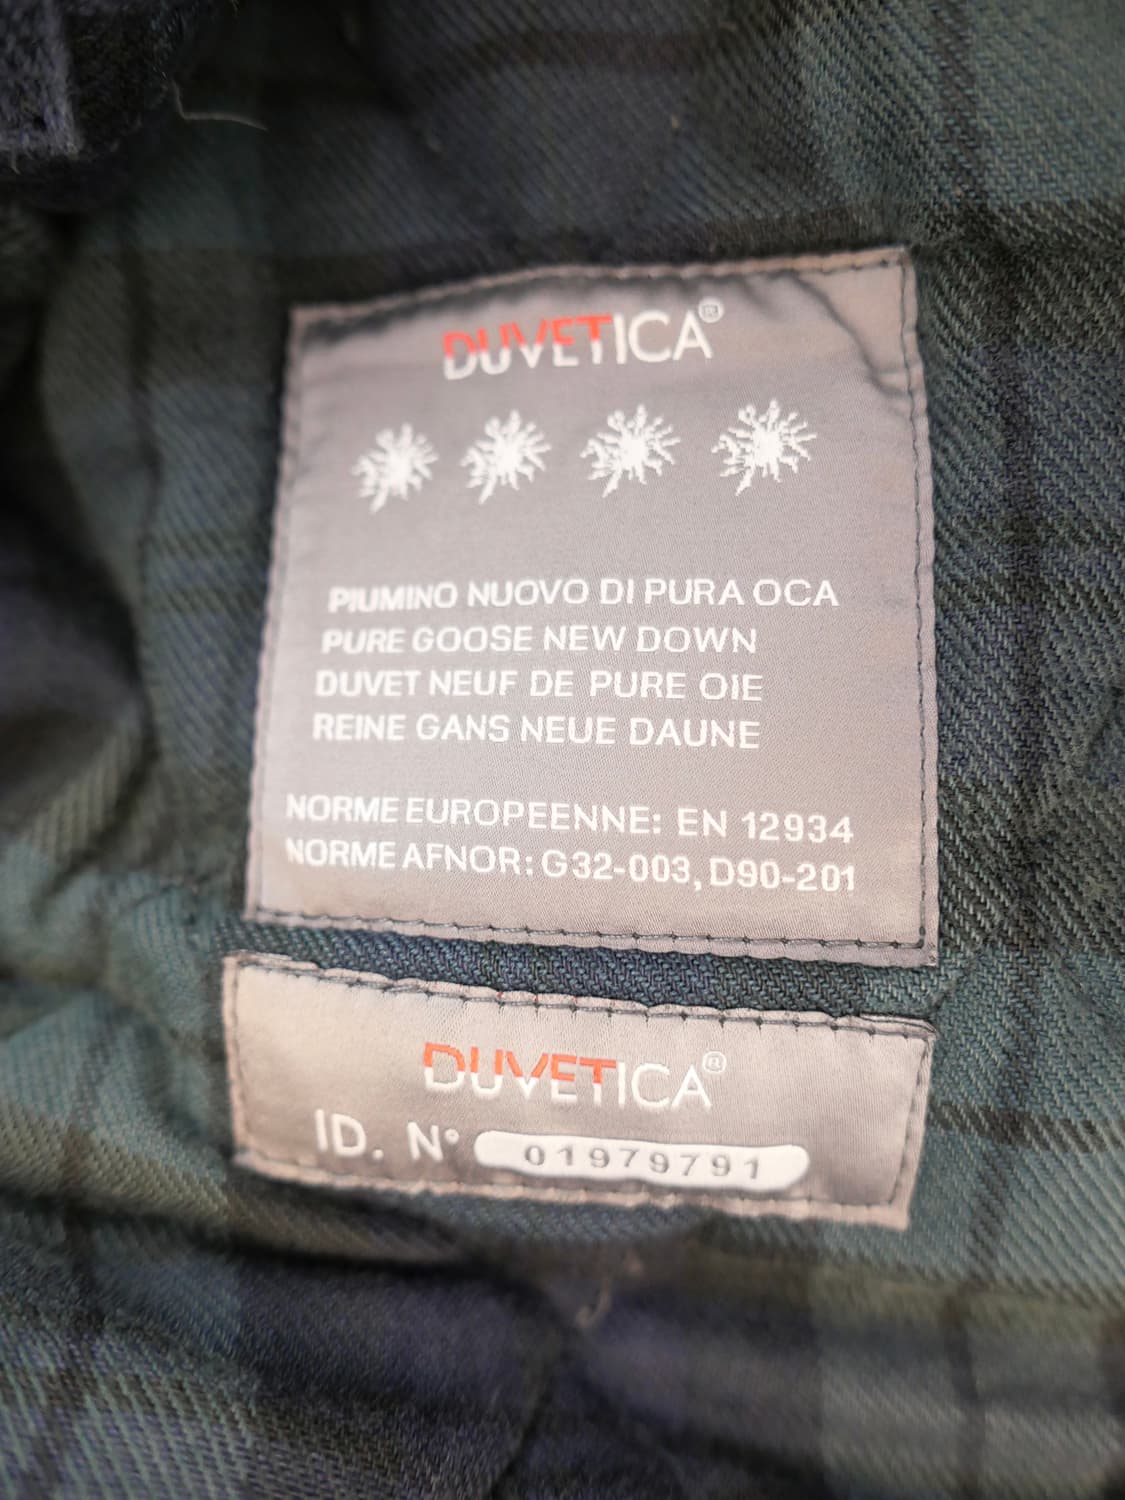 DUVETICA®
PIUMINO NUOVO DI PURA OCA
PURE GOOSE NEW DOWN
DUVET NEUF DE PURE OIE
REINE GANS NEUE DAUNE
NORME EUROPEENNE: EN 12934
NORME AFNOR: G32-003, D90-201
DUVETICA®
ID. N° 01979791